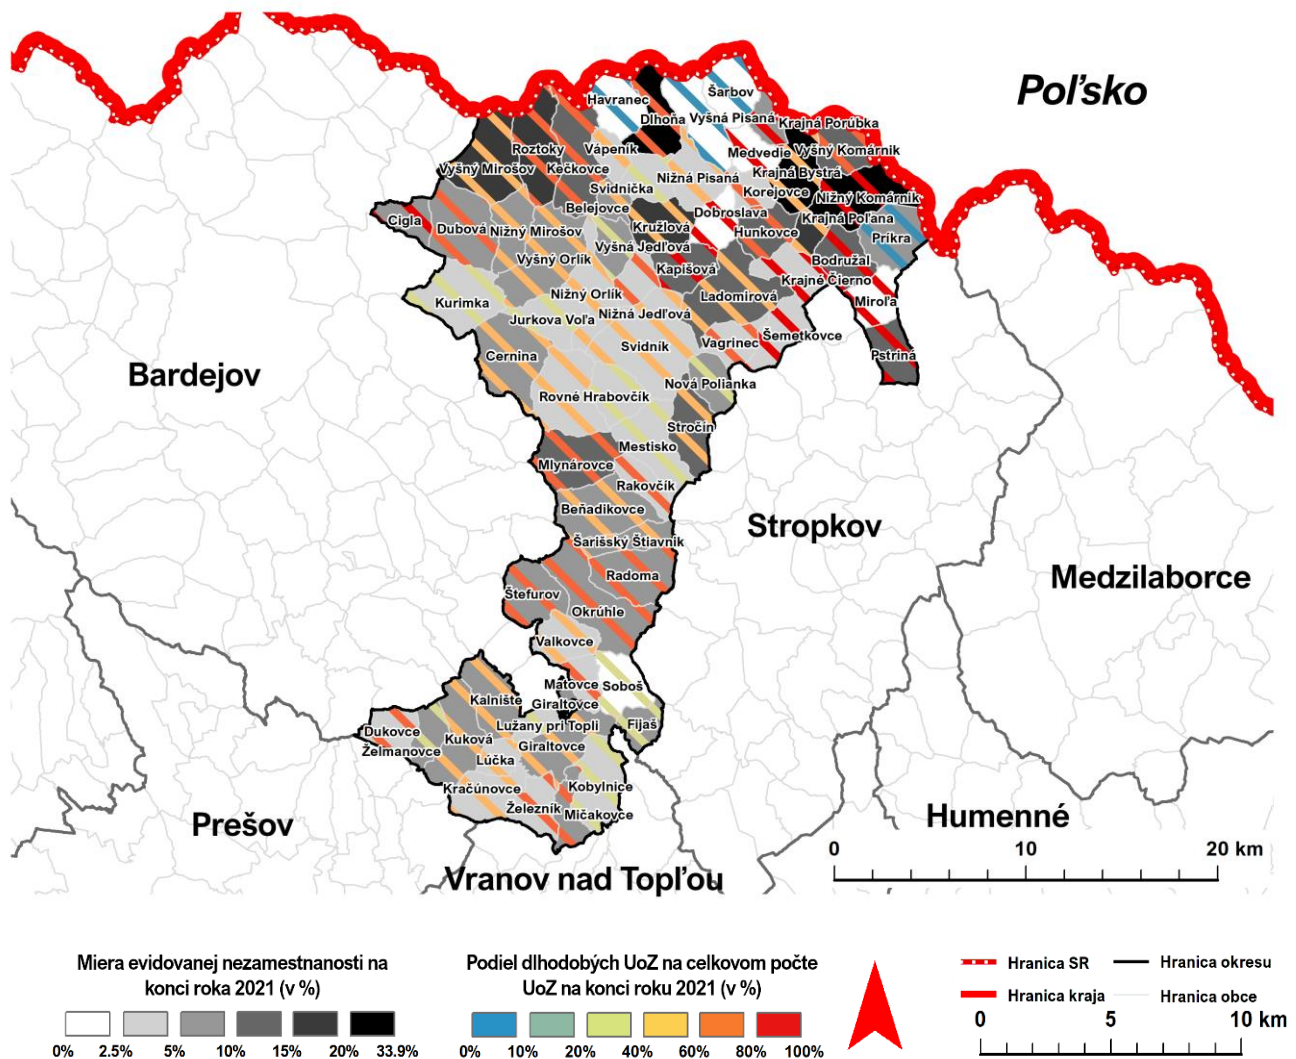 Poľsko
Havranec
Šarbov
Dlhoňa
Vyšná Pisaná
Krajná Porúbka
Roztoky
Vápeník
Medvedie
Vyšný Komárnik
Vyšný Mirošov
Kečkovce
Svidnička
Nižná Pisaná
Krajná Bystrá
Korejovce
Nižný Komárnik
Cigla
Belejovce
Dobroslava
Krajná Poľana
Dubová
Nižný Mirošov
Kružlová
Hunkovce
Príkra
Vyšná Jedľová
Vyšný Orlík
Kapišová
Bodružal
Krajné Čierno
Kurimka
Nižný Orlík
Ladomirová
Miroľa
Jurkova Voľa
Nižná Jedľová
Šemetkovce
Cernina
Svidník
Vagrinec
Pstriná
Bardejov
Nová Polianka
Rovné
Hrabovčík
Stročín
Mestisko
Mlynárovce
Rakovčík
Beňadikovce
Stropkov
Šarišský Štiavnik
Radoma
Medzilaborce
Štefurov
Okrúhle
Valkovce
Matovce
Soboš
Kalnište
Giraltovce
Lužany pri Topli
Fijaš
Dukovce
Kuková
Giraltovce
Želmanovce
Lúčka
Kračúnovce
Kobylnice
Železník
Mičakovce
Prešov
Humenné
Vranov nad Topľou
0 10 20 km
Miera evidovanej nezamestnanosti na
konci roka 2021 (v %)
0% 2.5% 5% 10% 15% 20% 33.9%
Podiel dlhodobých UoZ na celkovom počte
UoZ na konci roku 2021 (v %)
0% 10% 20% 40% 60% 80% 100%
Hranica SR
Hranica okresu
Hranica kraja
Hranica obce
0 5 10 km